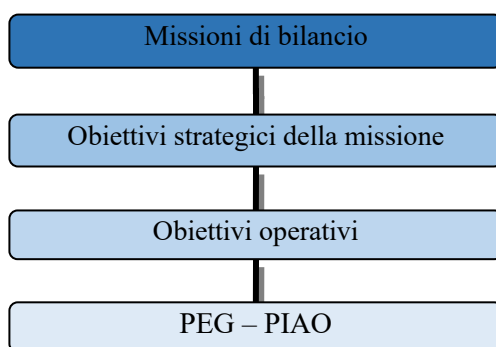 Missioni di bilancio
Obiettivi strategici della missione
Obiettivi operativi
PEG – PIAO